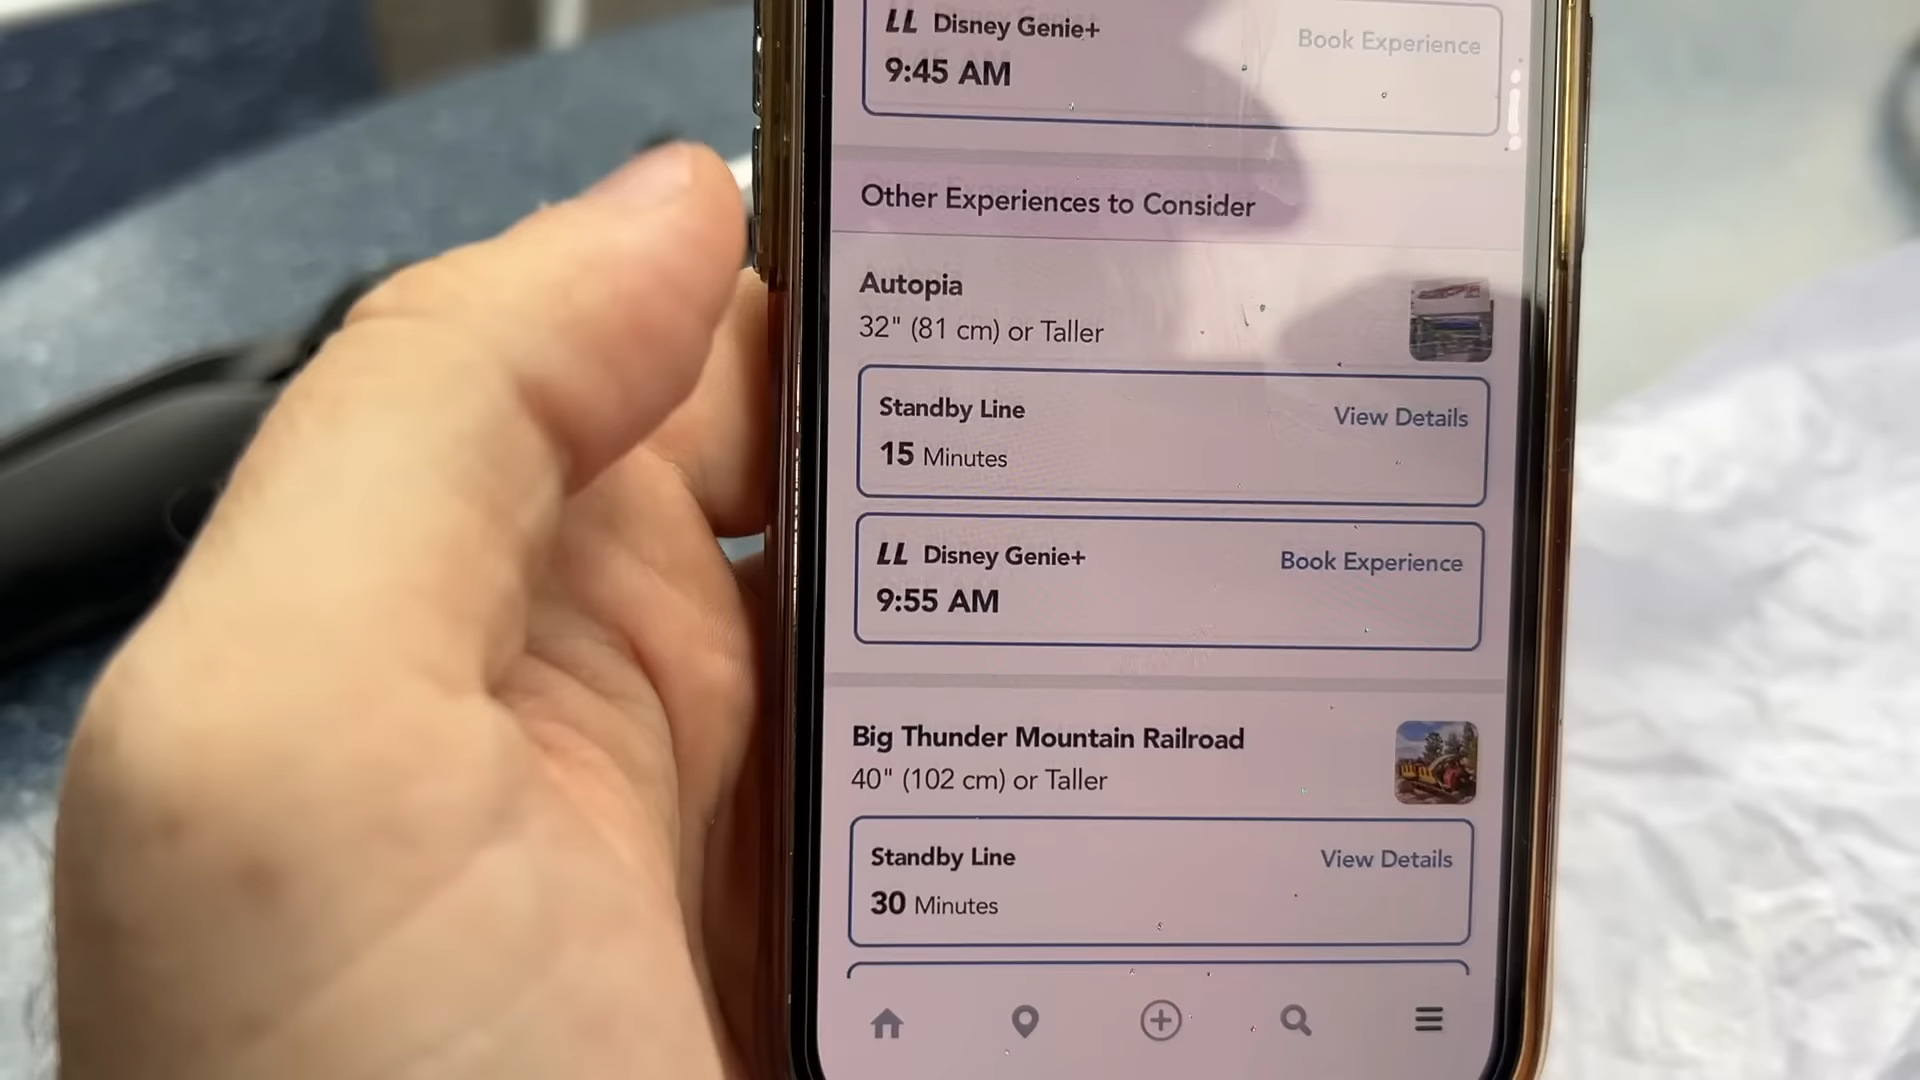 LL Disney Genie+
Book Experience
9:45 AM
Other Experiences to Consider
Autopia
32" (81 cm) or Taller
Standby Line
View Details
15 Minutes
LL Disney Genie+
Book Experience
9:55 AM
Big Thunder Mountain Railroad
40" (102 cm) or Taller
Standby Line
View Details
30 Minutes